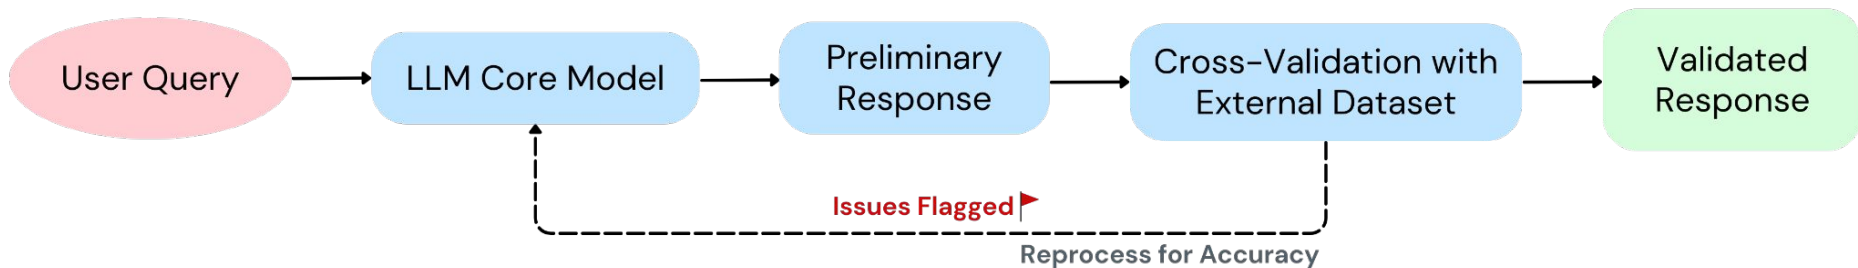 User Query
LLM Core Model
Preliminary
Response
Cross-Validation with
External Dataset
Validated
Response
Issues Flagged
Reprocess for Accuracy